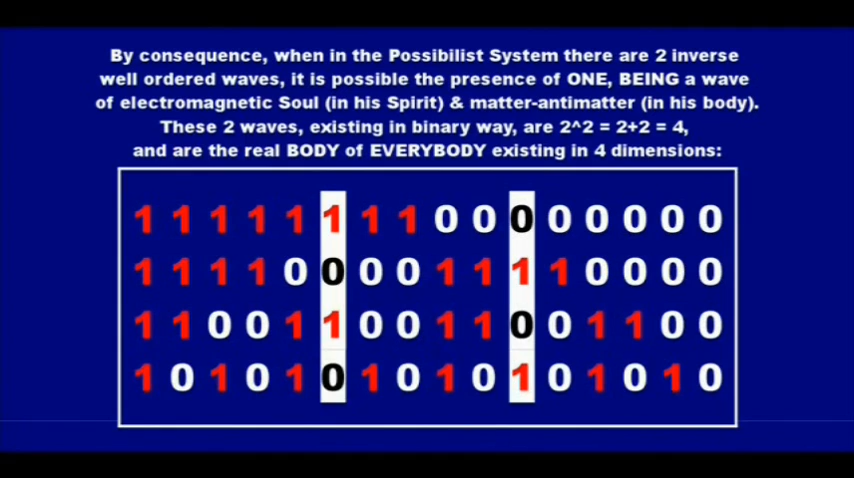 By consequence, when in the Possibilist System there are 2 inverse
well ordered waves, it is possible the presence of ONE, BEING a wave
of electromagnetic Soul (in his Spirit) & matter-antimatter (in his body).
These 2 waves, existing in binary way, are 2^2 = 2+2 = 4,
and are the real BODY of EVERYBODY existing in 4 dimensions:
1 1 1 1 1 1 1 1 0 0 0 0 0 0 0 0
1 1 1 1 0 0 0 0 1 1 1 1 0 0 0 0
1 1 0 0 1 1 0 0 1 1 0 0 1 1 0 0
1 0 1 0 1 0 1 0 1 0 1 0 1 0 1 0